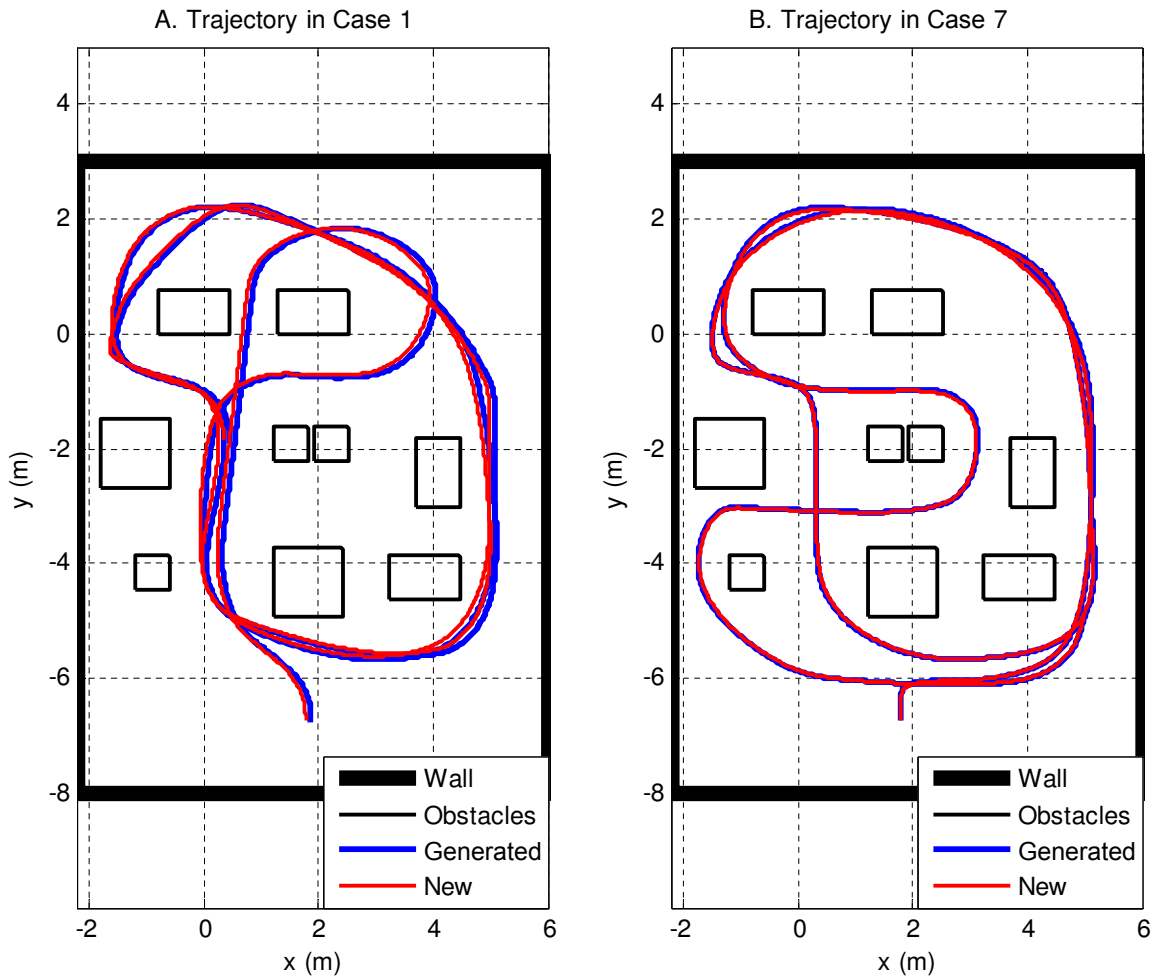 A. Trajectory in Case 1
4
2
0
-2
-4
-6
-8
y (m)
-2 0 2 4 6
x (m)
Wall
Obstacles
Generated
New
B. Trajectory in Case 7
4
2
0
-2
-4
-6
-8
y (m)
-2 0 2 4 6
x (m)
Wall
Obstacles
Generated
New